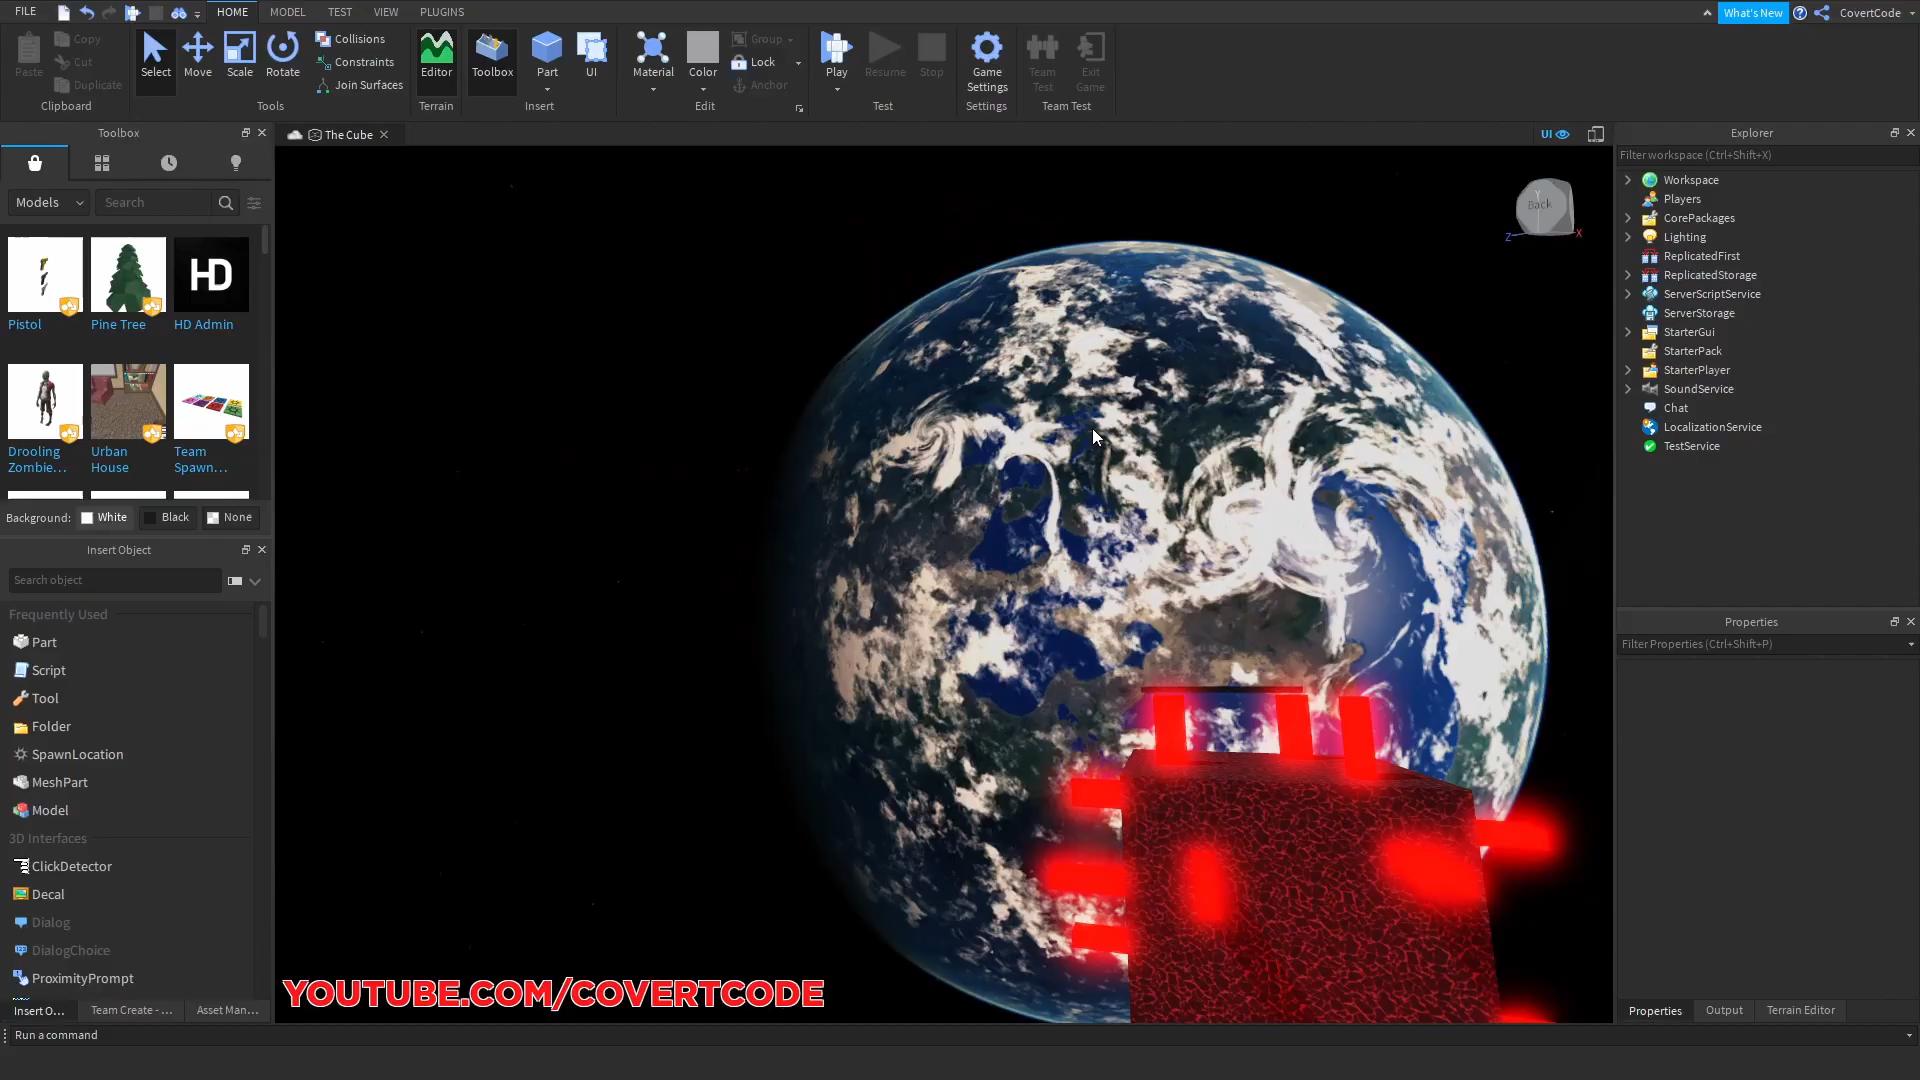 FILE HOME MODEL TEST VIEW PLUGINS What's New CovertCode
Paste Copy Cut Duplicate Select Move Scale Rotate Collisions Constraints Join Surfaces Editor Toolbox Part UI Material Color Group Lock Anchor Play Resume Stop Game Settings Team Test Exit Game
Clipboard Tools Terrain Insert Edit Test Settings Team Test
Toolbox
The Cube
UI
Explorer
Models Search
Pistol Pine Tree HD Admin
HD
Drooling Zombie... Urban House Team Spawn...
Background: White Black None
Insert Object
Search object
Frequently Used
Part
Script
Tool
Folder
SpawnLocation
MeshPart
Model
3D Interfaces
ClickDetector
Decal
Dialog
DialogChoice
ProximityPrompt
Insert O... Team Create - ... Asset Man...
Run a command
Back
Y
Z X
YOUTUBE.COM/COVERTCODE
Filter workspace (Ctrl+Shift+X)
Workspace
Players
CorePackages
Lighting
ReplicatedFirst
ReplicatedStorage
ServerScriptService
ServerStorage
StarterGui
StarterPack
StarterPlayer
SoundService
Chat
LocalizationService
TestService
Properties
Filter Properties (Ctrl+Shift+P)
Properties Output Terrain Editor